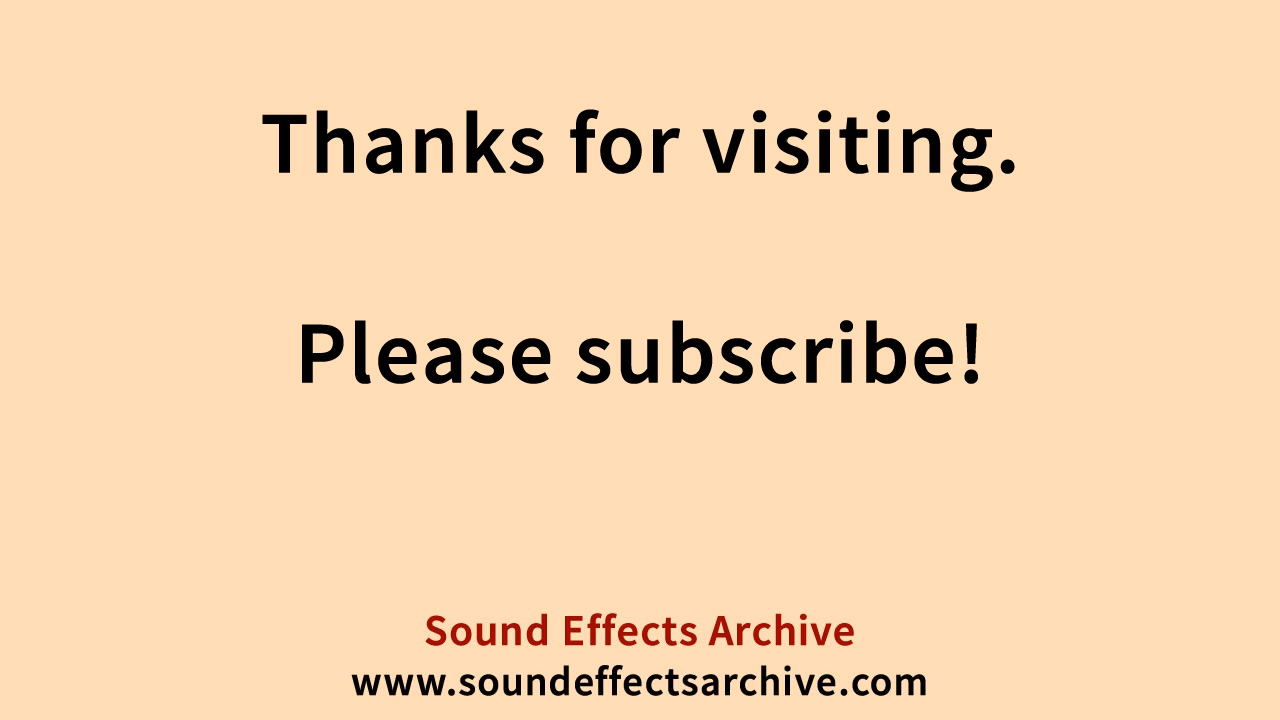 Thanks for visiting.
Please subscribe!
Sound Effects Archive
www.soundeffectsarchive.com